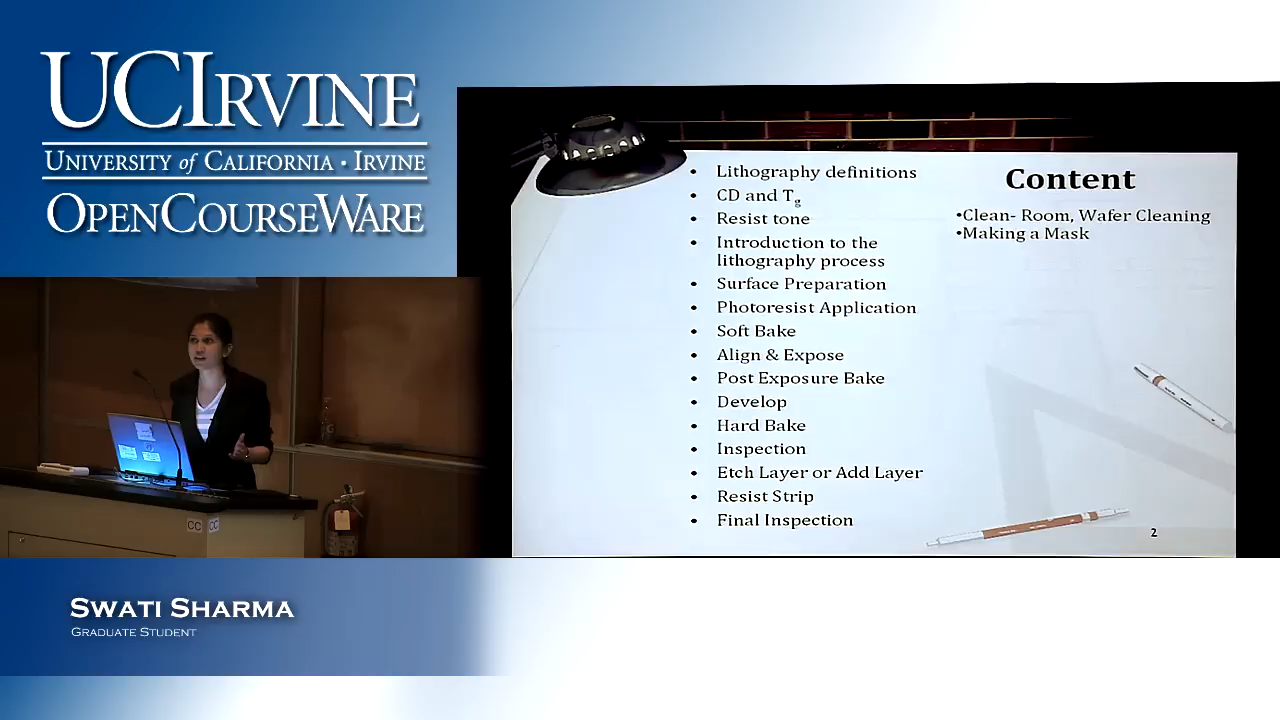 UCIRVINE
UNIVERSITY of CALIFORNIA · IRVINE
OPENCOURSEWARE
• Lithography definitions
• CD and Tg
• Resist tone
• Introduction to the
lithography process
• Surface Preparation
• Photoresist Application
• Soft Bake
• Align & Expose
• Post Exposure Bake
• Develop
• Hard Bake
• Inspection
• Etch Layer or Add Layer
• Resist Strip
• Final Inspection
Content
•Clean- Room, Wafer Cleaning
•Making a Mask
2
CC CC
SWATI SHARMA
GRADUATE STUDENT